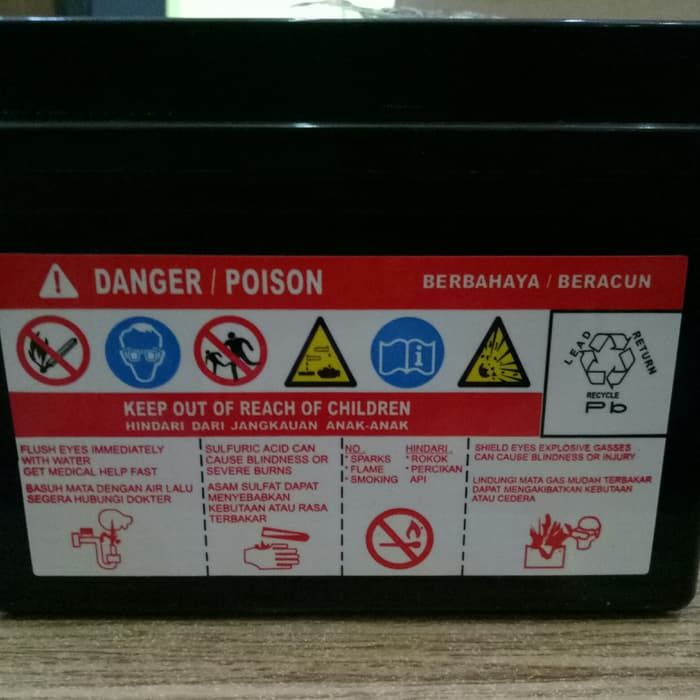 DANGER / POISON
BERBAHAYA / BERACUN
LEAD RETURN
RECYCLE
Pb
KEEP OUT OF REACH OF CHILDREN
HINDARI DARI JANGKAUAN ANAK-ANAK
FLUSH EYES IMMEDIATELY
WITH WATER
GET MEDICAL HELP FAST
BASUH MATA DENGAN AIR LALU
SEGERA HUBUNGI DOKTER
SULFURIC ACID CAN
CAUSE BLINDNESS OR
SEVERE BURNS
ASAM SULFAT DAPAT
MENYEBABKAN
KEBUTAAN ATAU RASA
TERBAKAR
NO
* SPARKS
* FLAME
* SMOKING
HINDARI
* ROKOK
* PERCIKAN
API
SHIELD EYES EXPLOSIVE GASSES
CAN CAUSE BLINDNESS OR INJURY
LINDUNGI MATA GAS MUDAH TERBAKAR
DAPAT MENGAKIBATKAN KEBUTAAN
ATAU CEDERA